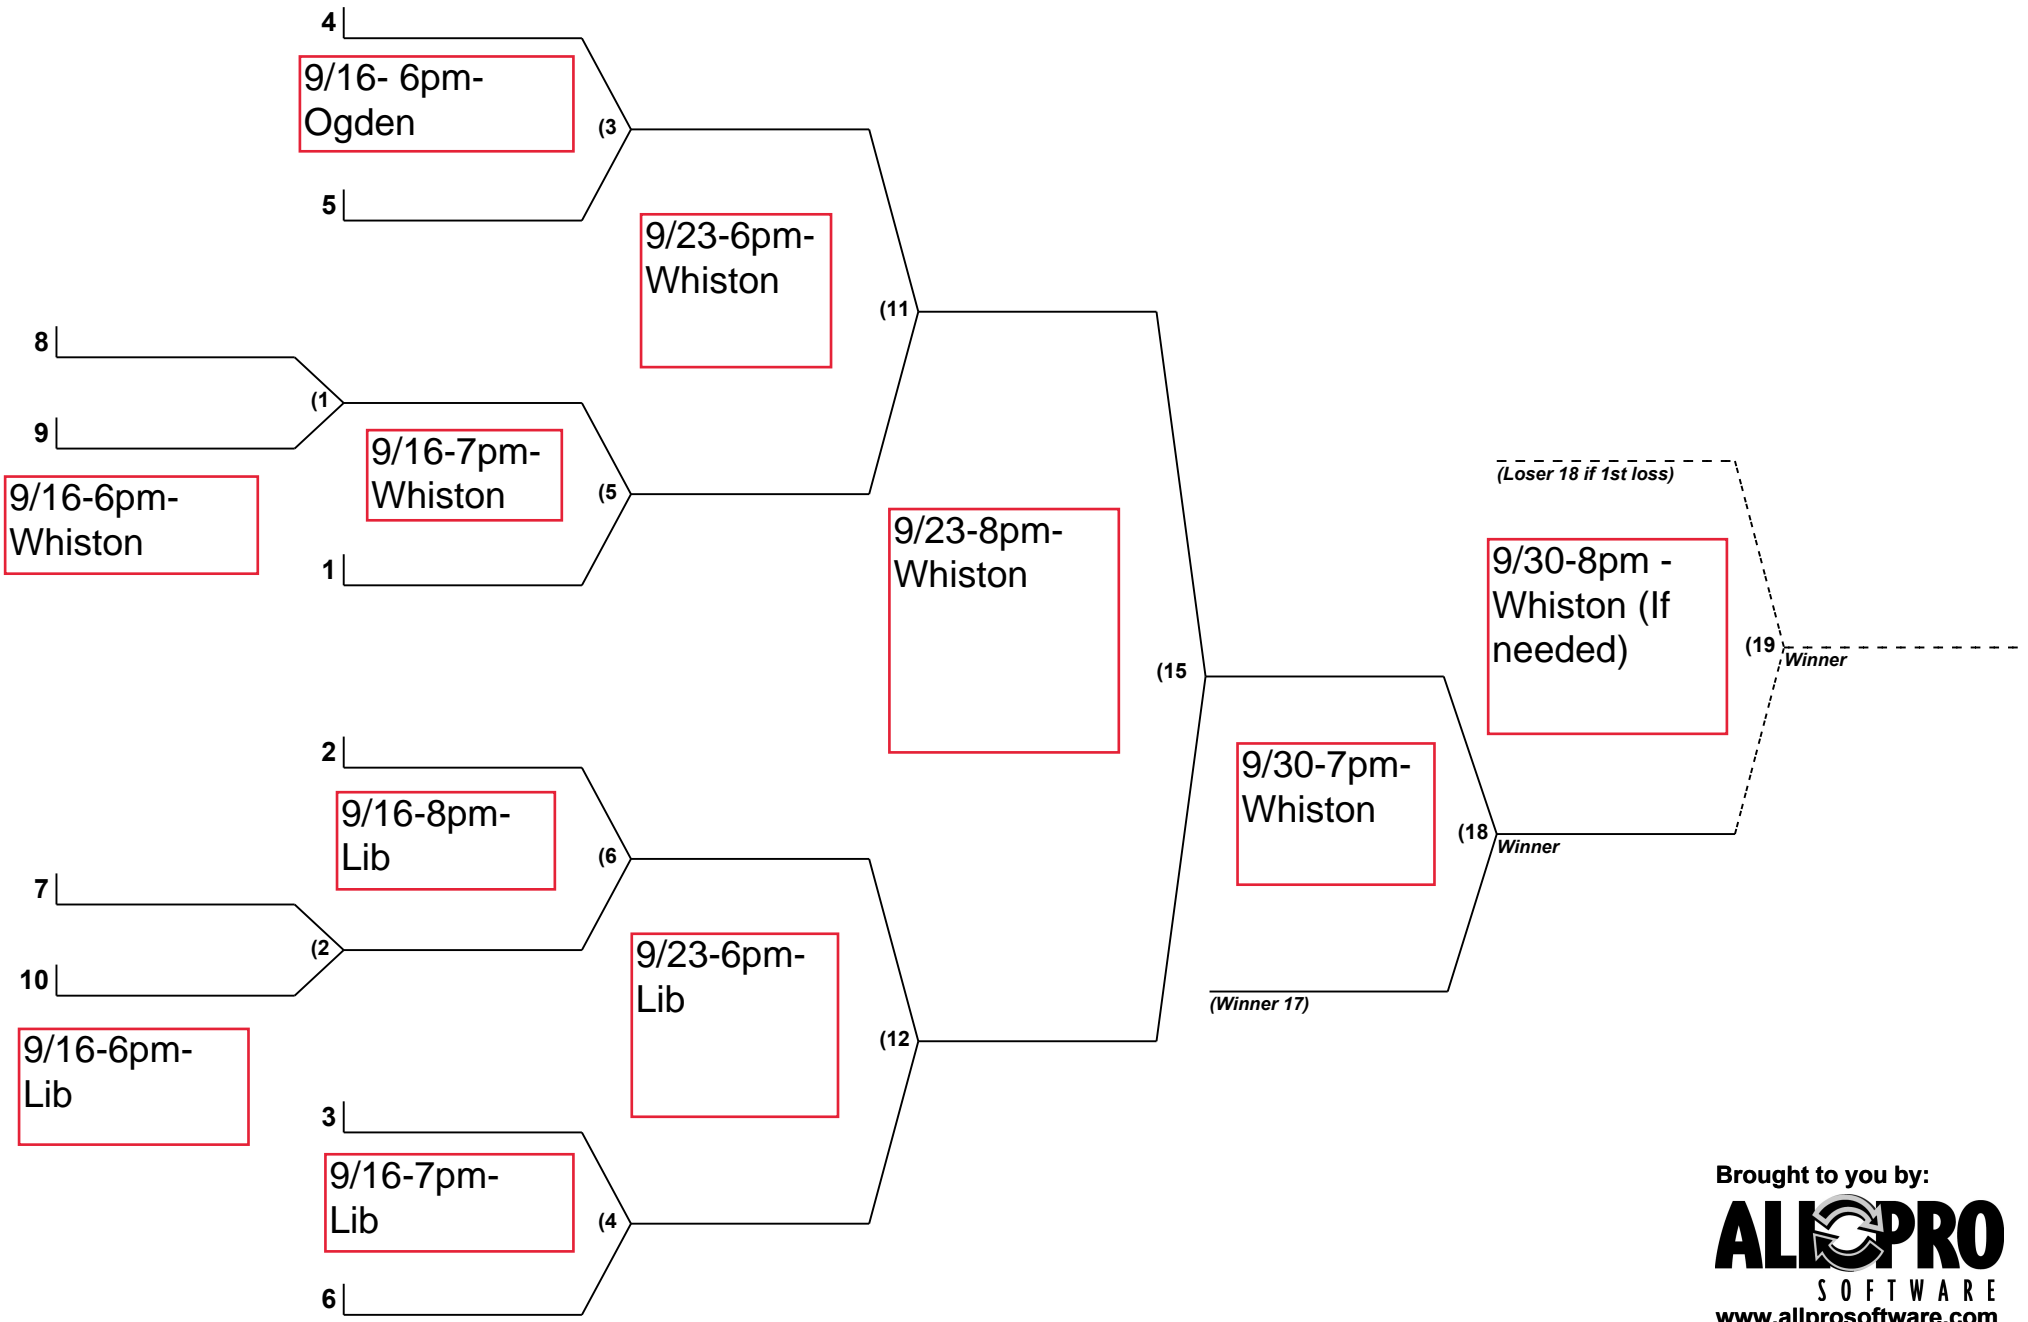 4
9/16- 6pm-
Ogden
(3
5
9/23-6pm-
Whiston
(11
8
(1
9
9/16-6pm-
Whiston
9/16-7pm-
Whiston
(5
1
9/23-8pm-
Whiston
(15
(Loser 18 if 1st loss)
9/30-8pm -
Whiston (If
needed)
(19
Winner
2
9/16-8pm-
Lib
(6
9/30-7pm-
Whiston
(18
Winner
7
(2
10
9/16-6pm-
Lib
9/23-6pm-
Lib
(12
(Winner 17)
3
9/16-7pm-
Lib
(4
6
Brought to you by:
ALL PRO
SOFTWARE
www.allprosoftware.com